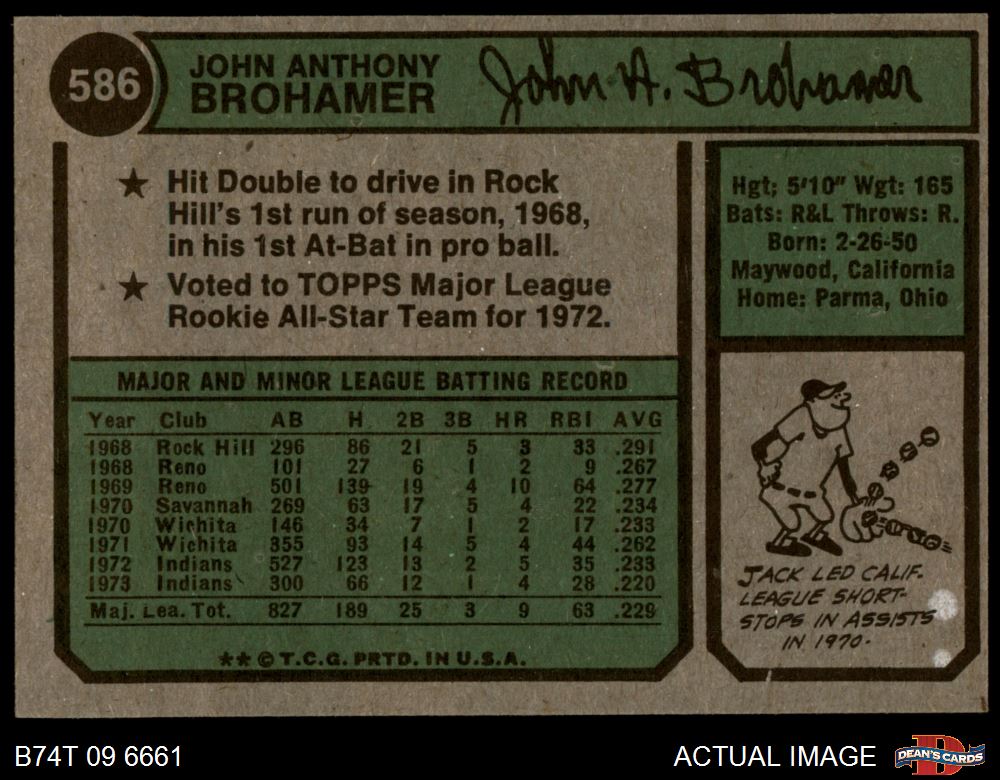 586
JOHN ANTHONY
BROHAMER
John A. Brohamer
★ Hit Double to drive in Rock
Hill's 1st run of season, 1968,
in his 1st At-Bat in pro ball.
★ Voted to TOPPS Major League
Rookie All-Star Team for 1972.
Hgt; 5'10" Wgt: 165
Bats: R&L Throws: R.
Born: 2-26-50
Maywood, California
Home: Parma, Ohio
MAJOR AND MINOR LEAGUE BATTING RECORD
Year Club AB H 2B 3B HR RBI AVG
1968 Rock Hill 296 86 21 5 3 33 .291
1968 Reno 101 27 6 1 2 9 .267
1969 Reno 501 139 19 4 10 64 .277
1970 Savannah 269 63 17 5 4 22 .234
1970 Wichita 146 34 7 1 2 17 .233
1971 Wichita 355 93 14 5 4 44 .262
1972 Indians 527 123 13 2 5 35 .233
1973 Indians 300 66 12 1 4 28 .220
Maj. Lea. Tot. 827 189 25 3 9 63 .229
★★ © T.C.G. PRTD. IN U.S.A.
JACK LED CALIF.
LEAGUE SHORT-
STOPS IN ASSISTS
IN 1970.
B74T 09 6661
ACTUAL IMAGE
DEAN'S CARDS